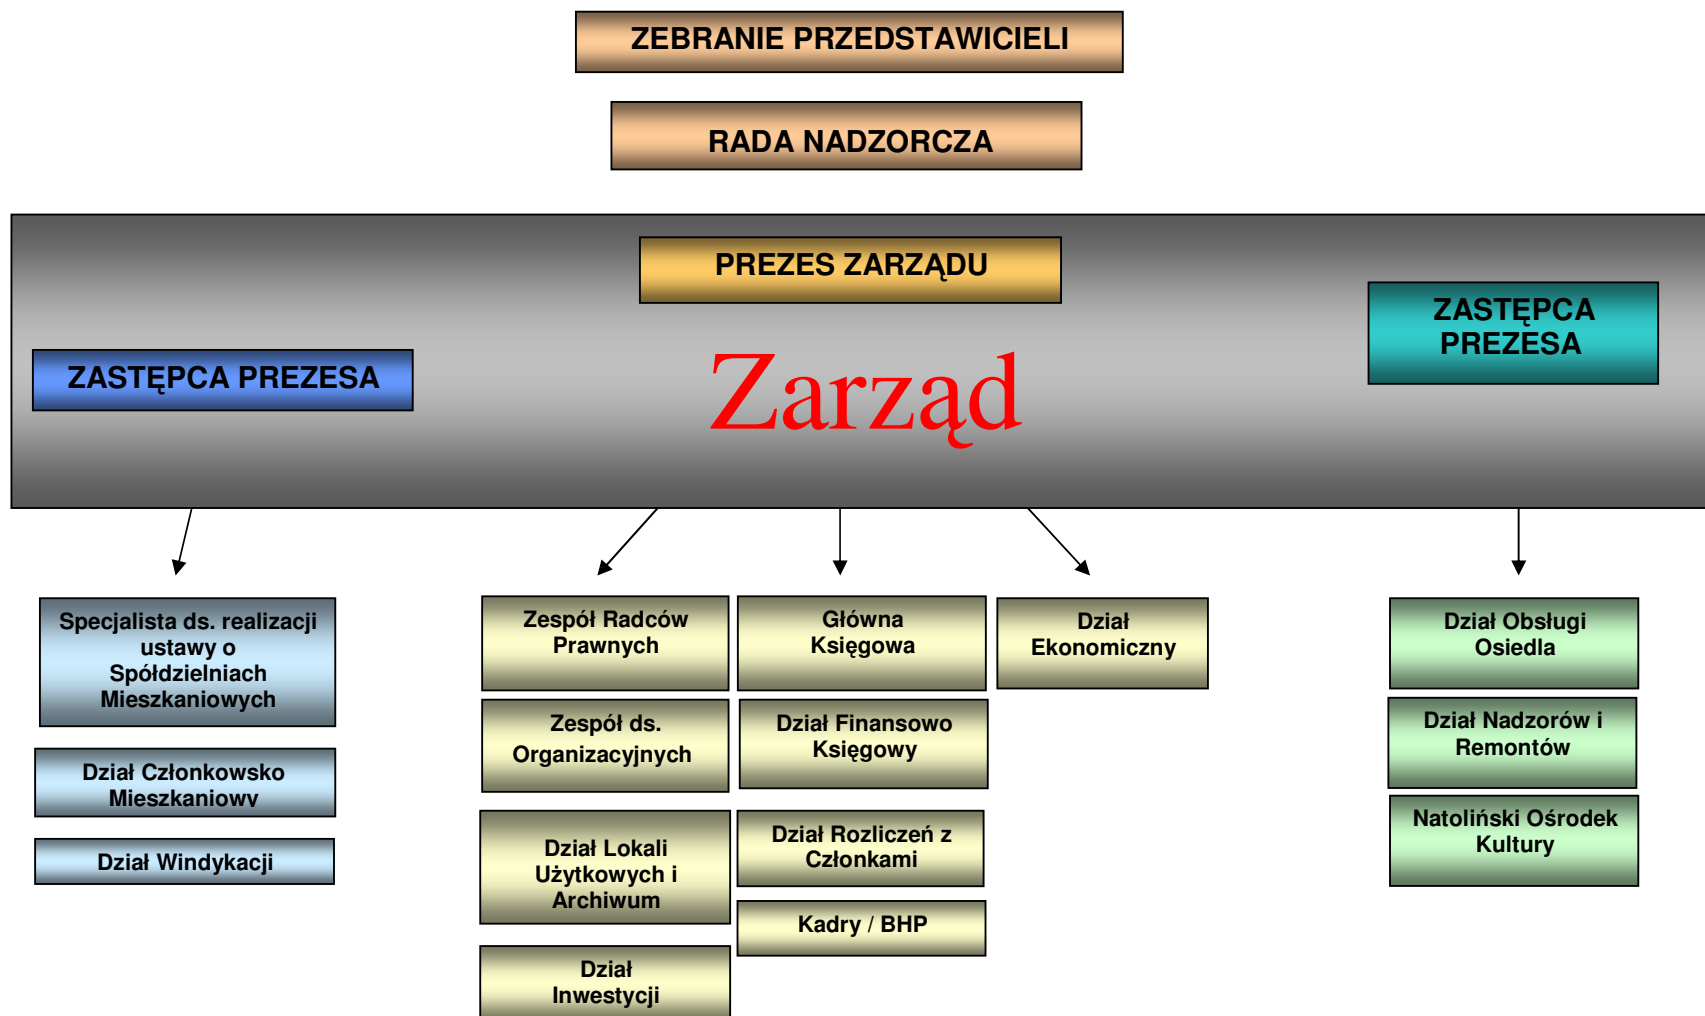 ZEBRANIE PRZEDSTAWICIELI
RADA NADZORCZA
PREZES ZARZĄDU
ZASTĘPCA
PREZESA
ZASTĘPCA PREZESA
Zarząd
Specjalista ds. realizacji
ustawy o
Spółdzielniach
Mieszkaniowych
Dział Członkowsko
Mieszkaniowy
Dział Windykacji
Zespół Radców
Prawnych
Zespół ds.
Organizacyjnych
Dział Lokali
Użytkowych i
Archiwum
Dział
Inwestycji
Główna
Księgowa
Dział Finansowo
Księgowy
Dział Rozliczeń z
Członkami
Kadry / BHP
Dział
Ekonomiczny
Dział Obsługi
Osiedla
Dział Nadzorów i
Remontów
Natoliński Ośrodek
Kultury